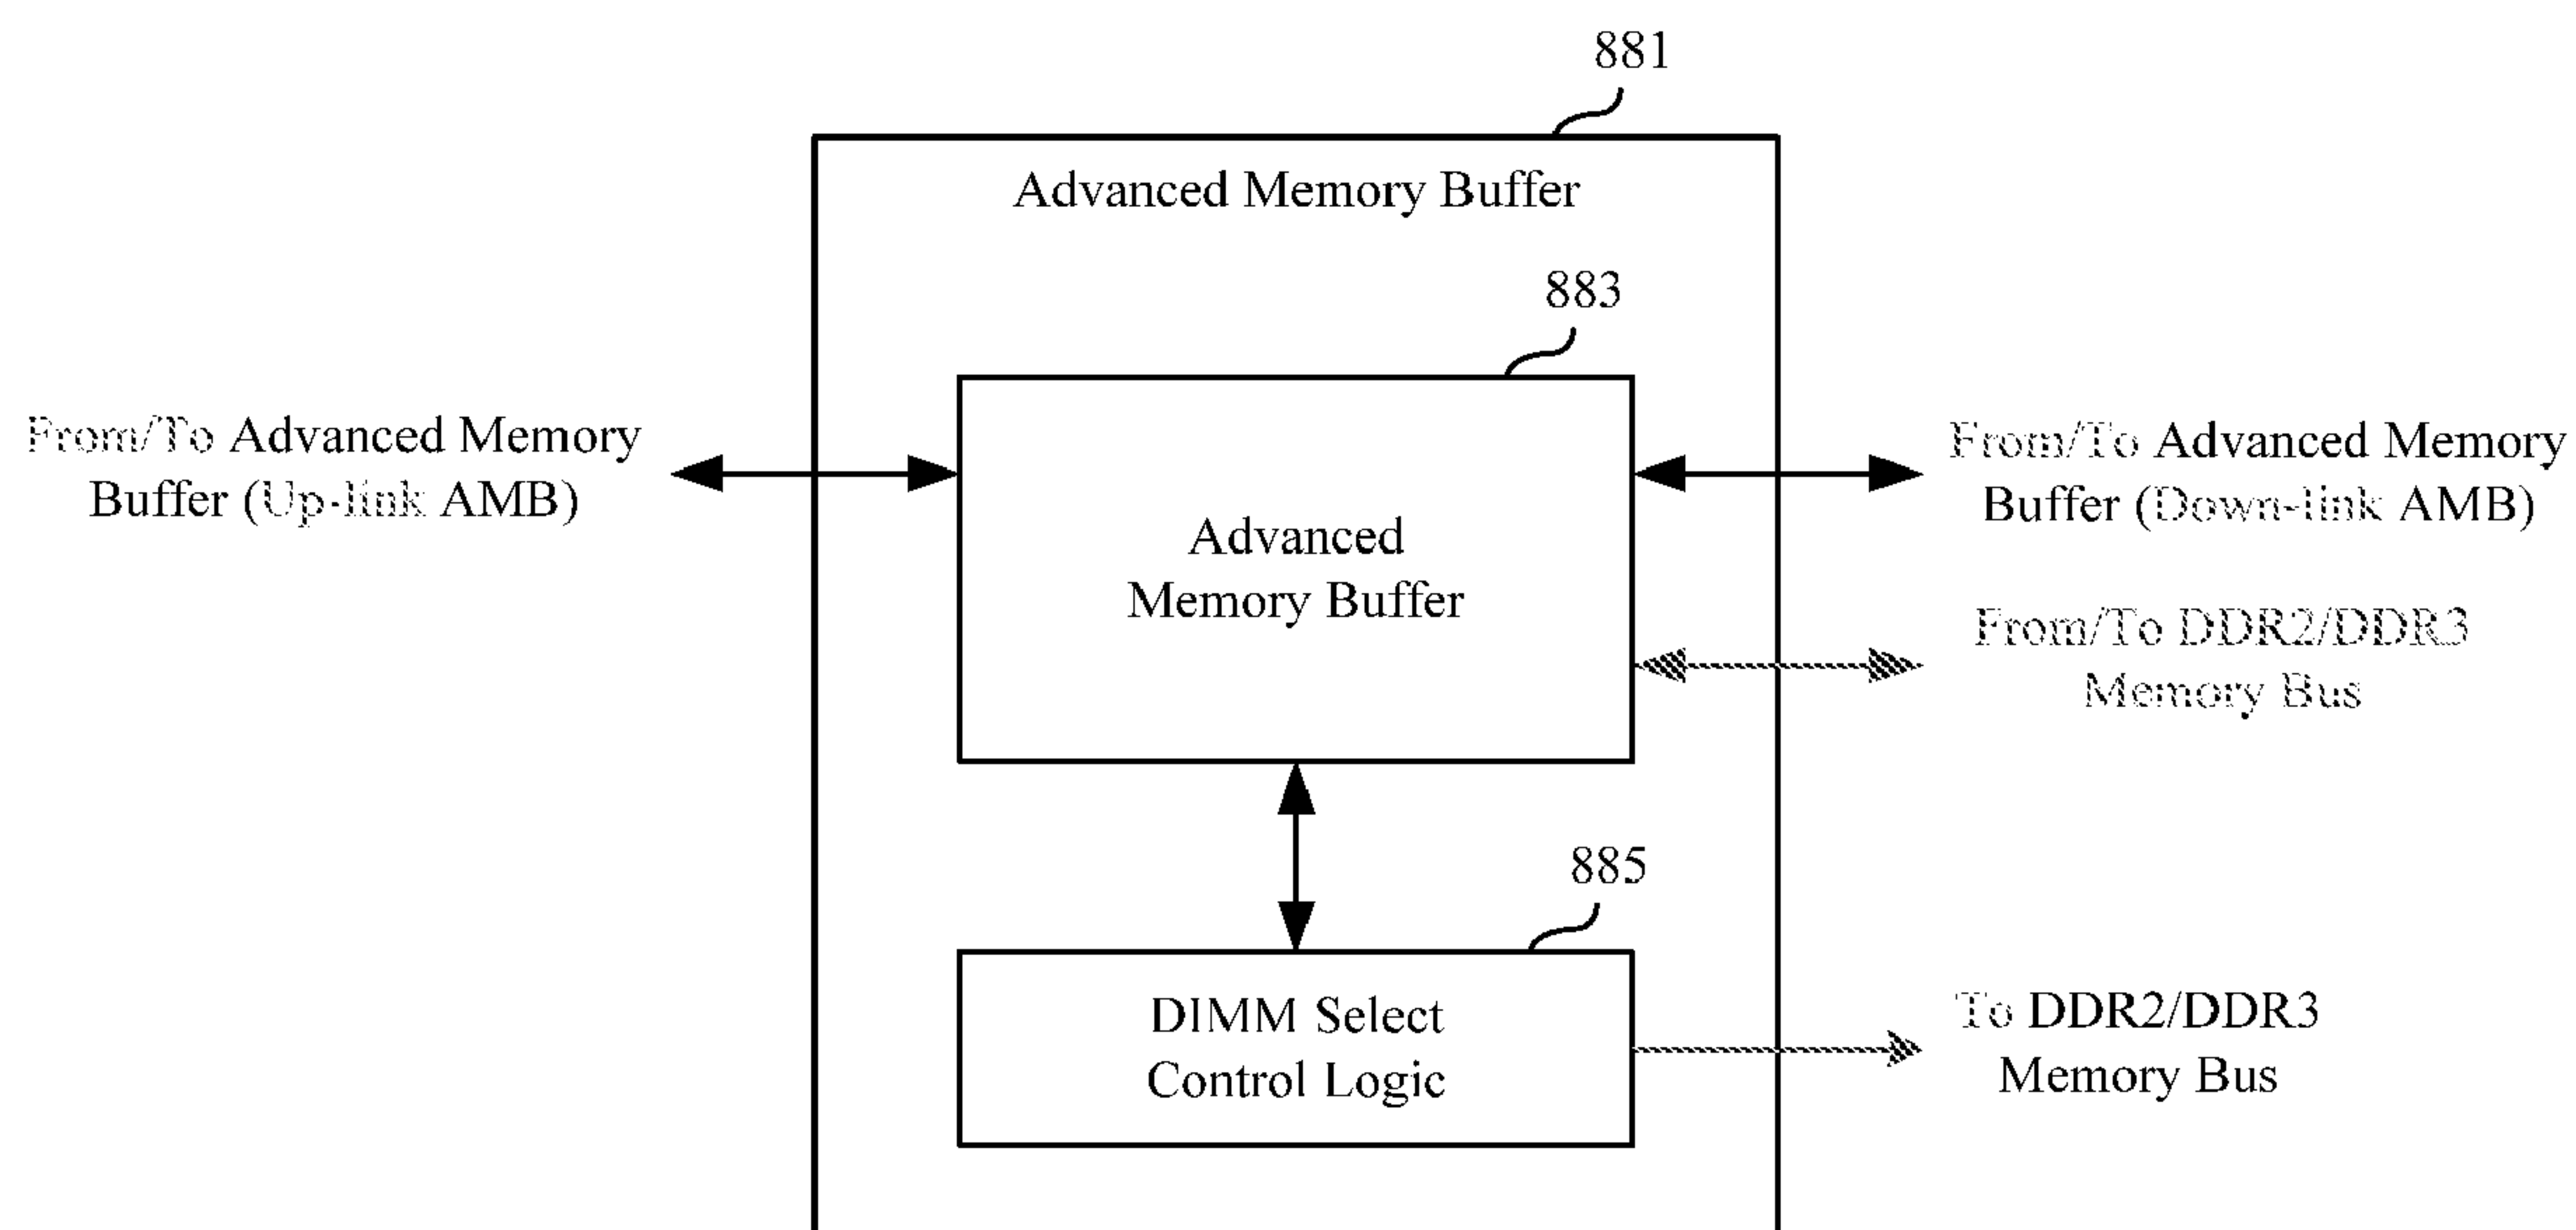 881
Advanced Memory Buffer
883
From/To Advanced Memory
Buffer (Up-link AMB)
Advanced
Memory Buffer
From/To Advanced Memory
Buffer (Down-link AMB)
From/To DDR2/DDR3
Memory Bus
885
DIMM Select
Control Logic
To DDR2/DDR3
Memory Bus